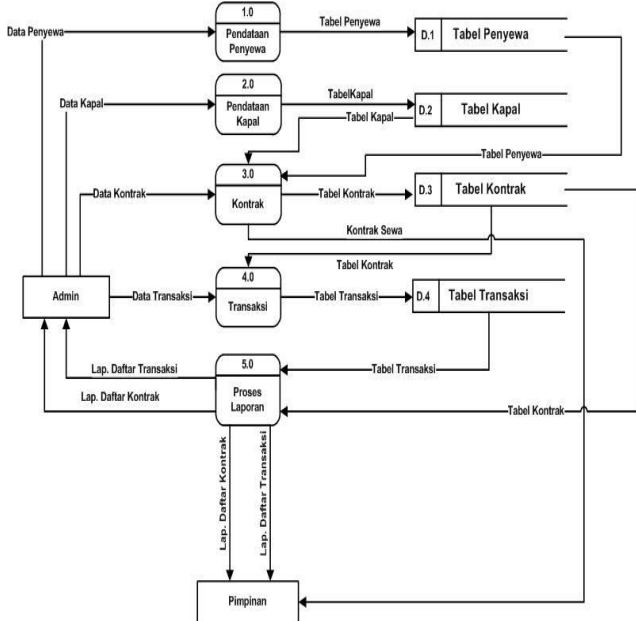 1.0
Tabel Penyewa
Data Penyewa
Pendataan
Penyewa
D.1
Tabel Penyewa
2.0
TabelKapal
Data Kapal
Pendataan
Kapal
D.2
Tabel Kapal
Tabel Kapal
Tabel Penyewa
3.0
Data Kontrak
Kontrak
Tabel Kontrak
D.3
Tabel Kontrak
Kontrak Sewa
Tabel Kontrak
4.0
Admin
Data Transaksi
Transaksi
Tabel Transaksi
D.4
Tabel Transaksi
5.0
Lap. Daftar Transaksi
Tabel Transaksi
Proses
Laporan
Lap. Daftar Kontrak
Tabel Kontrak
Lap. Daftar Kontrak
Lap. Daftar Transaksi
Pimpinan